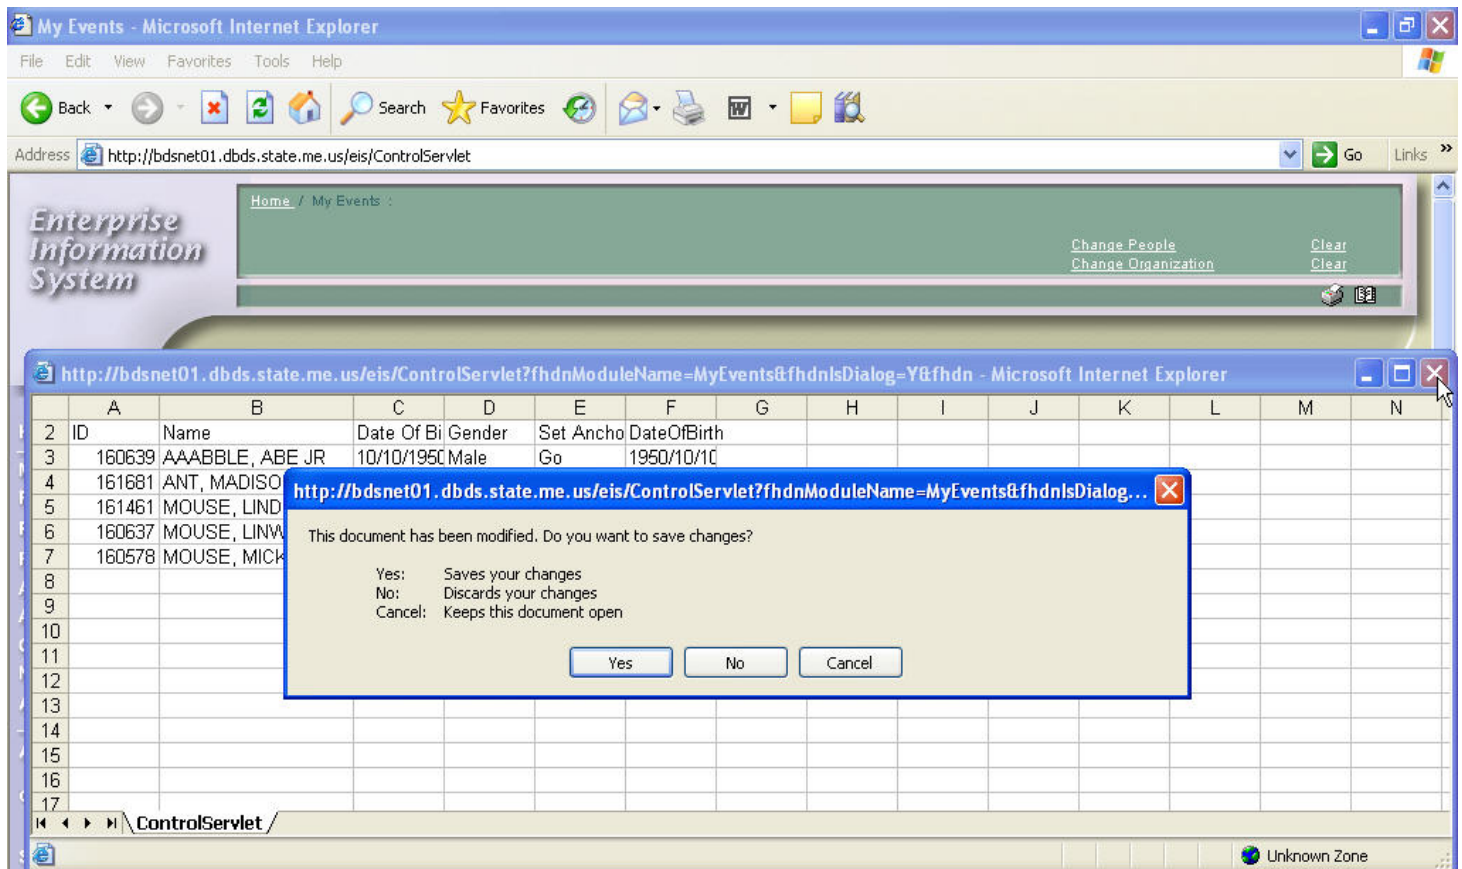 My Events - Microsoft Internet Explorer
File Edit View Favorites Tools Help
Back Search Favorites W
Address http://bdsnet01.dbds.state.me.us/eis/ControlServlet Go Links »
Home / My Events :
Enterprise
Information
System
Change People Clear
Change Organization Clear
http://bdsnet01.dbds.state.me.us/eis/ControlServlet?fhdnModuleName=MyEvents&fhdnIsDialog=Y&fhdn - Microsoft Internet Explorer
A B C D E F G H I J K L M N
2 ID Name Date Of Bi Gender Set Ancho DateOfBirth
3 160639 AAABBLE, ABE JR 10/10/1950 Male Go 1950/10/10
4 161681 ANT, MADISO
5 161461 MOUSE, LIND
6 160637 MOUSE, LINW
7 160578 MOUSE, MICK
8
9
10
11
12
13
14
15
16
17
http://bdsnet01.dbds.state.me.us/eis/ControlServlet?fhdnModuleName=MyEvents&fhdnIsDialog...
This document has been modified. Do you want to save changes?
Yes: Saves your changes
No: Discards your changes
Cancel: Keeps this document open
Yes No Cancel
ControlServlet
Unknown Zone